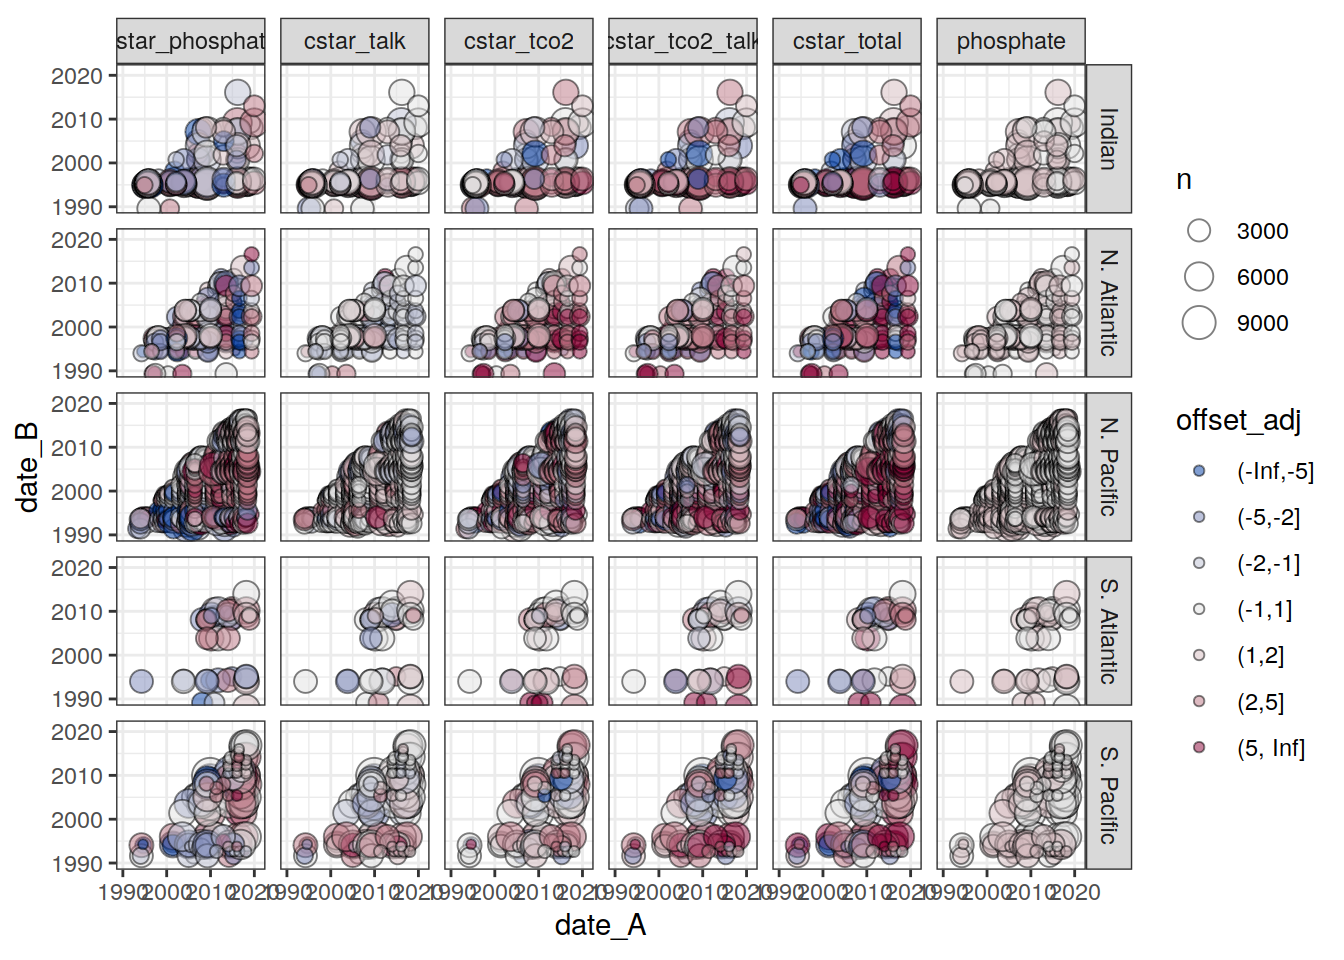 star_phosphat cstar_talk cstar_tco2 cstar_tco2_talk cstar_total phosphate
2020
2010
2000
1990
Indian
2020
2010
2000
1990
N. Atlantic
2020
2010
2000
1990
N. Pacific
2020
2010
2000
1990
S. Atlantic
2020
2010
2000
1990
S. Pacific
1990 2000 2010 2020 1990 2000 2010 2020 1990 2000 2010 2020 1990 2000 2010 2020 1990 2000 2010 2020 1990 2000 2010 2020
date_A
date_B
n
3000
6000
9000
offset_adj
(-Inf,-5]
(-5,-2]
(-2,-1]
(-1,1]
(1,2]
(2,5]
(5, Inf]